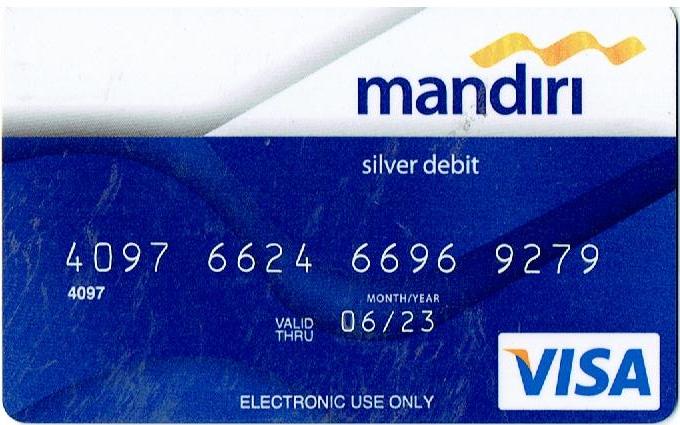 mandiri
silver debit
4097 6624 6696 9279
4097
MONTH/YEAR
VALID THRU 06/23
VISA
ELECTRONIC USE ONLY